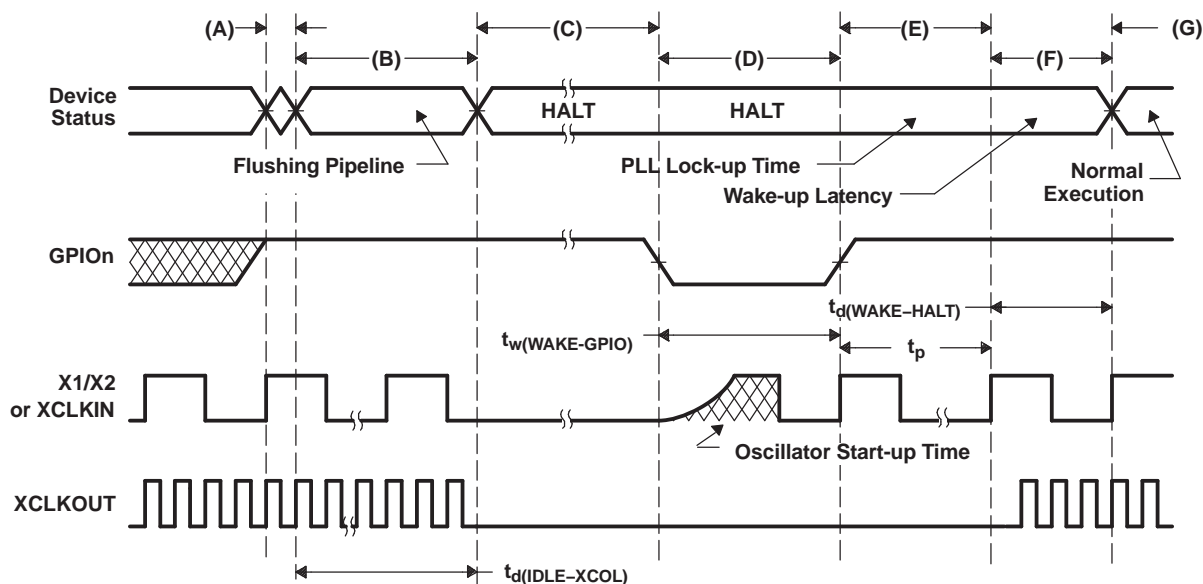 (A)
(C)
(E)
(G)
(B)
(D)
(F)
Device
Status
HALT
HALT
Flushing Pipeline
PLL Lock-up Time
Wake-up Latency
Normal
Execution
GPIOn
td(WAKE−HALT)
tw(WAKE-GPIO)
tp
X1/X2
or XCLKIN
Oscillator Start-up Time
XCLKOUT
td(IDLE−XCOL)